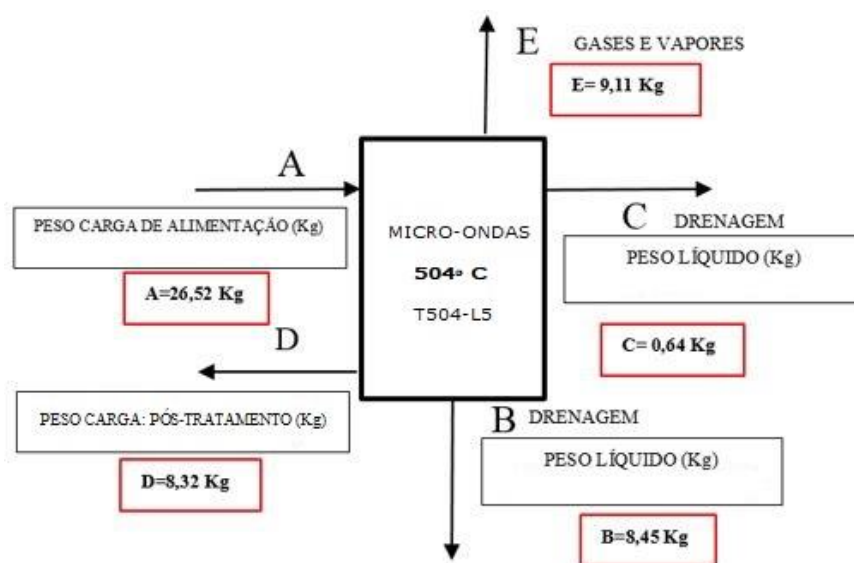 E
GASES E VAPORES
E= 9,11 Kg
A
PESO CARGA DE ALIMENTAÇÃO (Kg)
A=26,52 Kg
MICRO-ONDAS
504º C
T504-L5
C DRENAGEM
PESO LÍQUIDO (Kg)
C= 0,64 Kg
D
PESO CARGA: PÓS-TRATAMENTO (Kg)
D=8,32 Kg
B DRENAGEM
PESO LÍQUIDO (Kg)
B=8,45 Kg